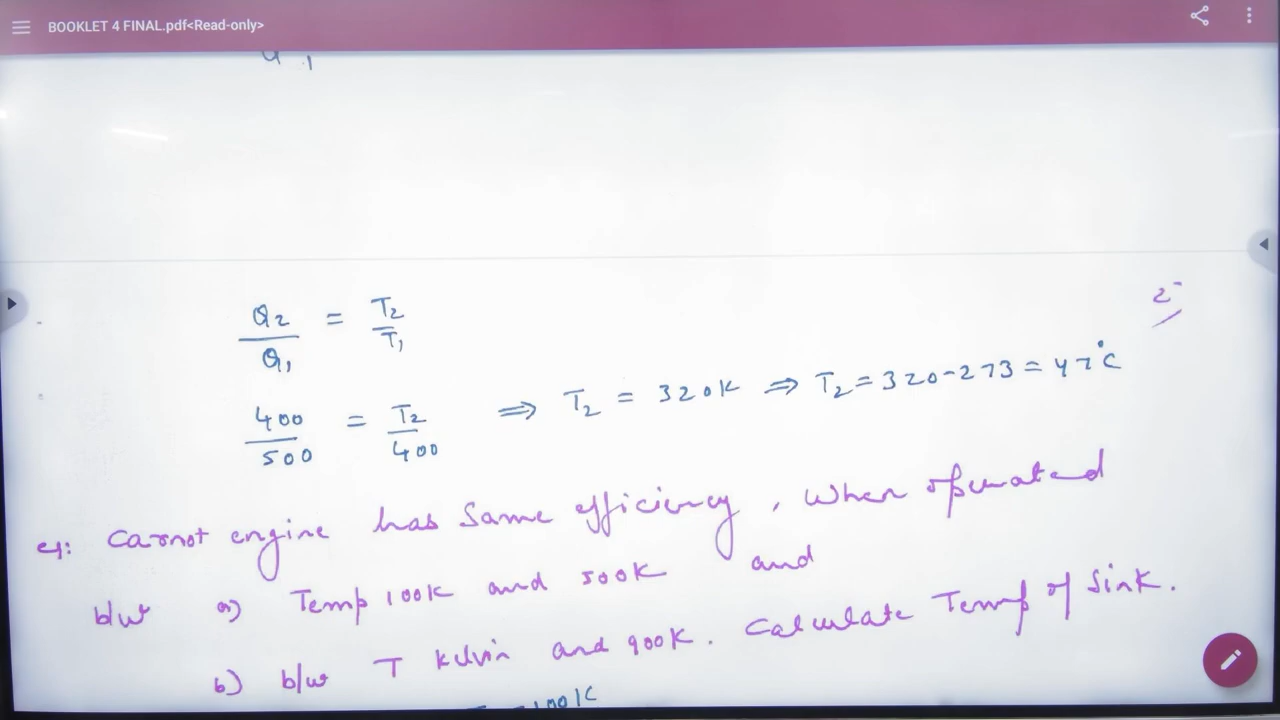 BOOKLET 4 FINAL.pdf<Read-only>
Q2/Q1 = T2/T1
400/500 = T2/400 ⇒ T2 = 320K ⇒ T2 = 320-273 = 47°C
eg: Carnot engine has same efficiency, When operated
b/w a) Temp 100K and 500K and
b) b/w T kelvin and 900K. Calculate Temp of Sink.